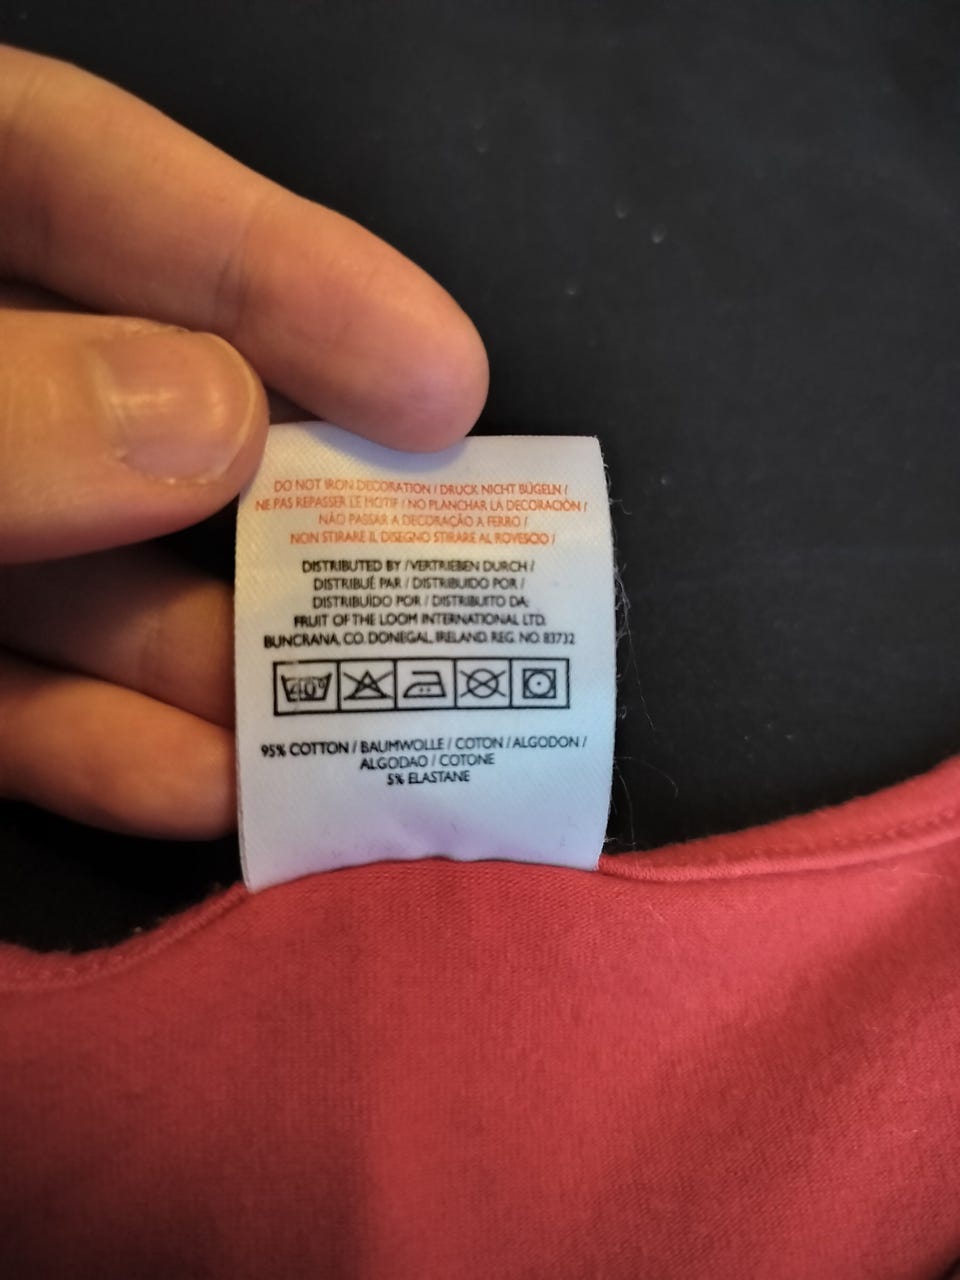 DO NOT IRON DECORATION / DRUCK NICHT BÜGELN /
NE PAS REPASSER LE MOTIF / NO PLANCHAR LA DECORACIÒN /
NÃO PASSAR A DECORAÇÃO A FERRO /
NON STIRARE IL DISEGNO STIRARE AL ROVESCIO /
DISTRIBUTED BY /VERTRIEBEN DURCH /
DISTRIBUÉ PAR / DISTRIBUIDO POR /
DISTRIBUÍDO POR / DISTRIBUITO DA:
FRUIT OF THE LOOM INTERNATIONAL LTD.
BUNCRANA, CO. DONEGAL, IRELAND. REG. NO. 83732
40°
95% COTTON / BAUMWOLLE / COTON / ALGODON /
ALGODAO / COTONE
5% ELASTANE